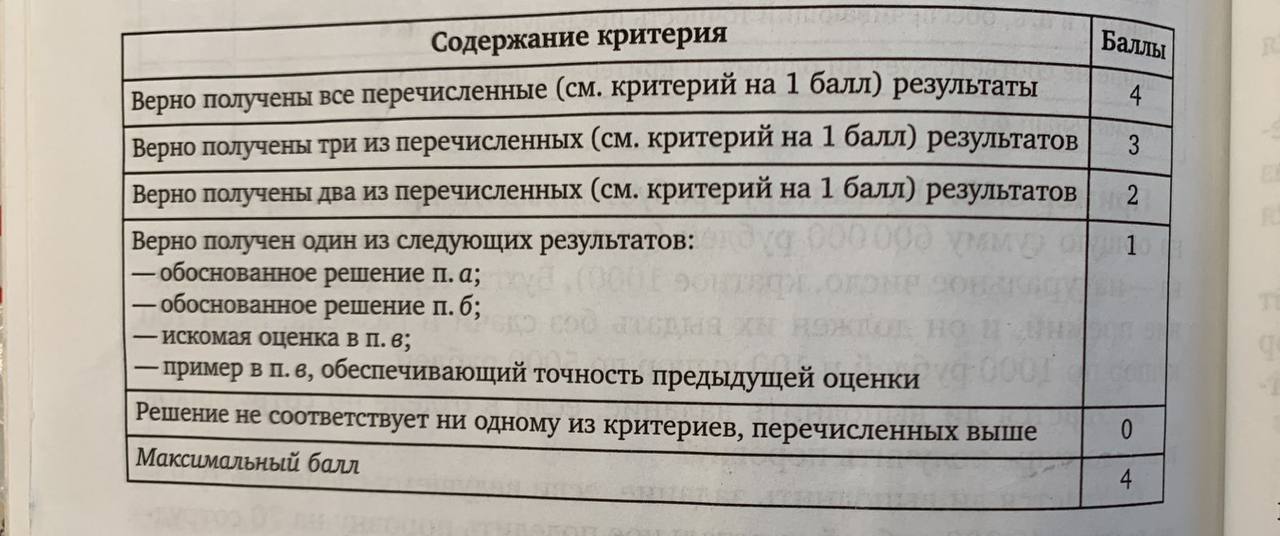 Содержание критерия
Баллы
Верно получены все перечисленные (см. критерий на 1 балл) результаты
4
Верно получены три из перечисленных (см. критерий на 1 балл) результатов
3
Верно получены два из перечисленных (см. критерий на 1 балл) результатов
2
Верно получен один из следующих результатов:
1
— обоснованное решение п. а;
— обоснованное решение п. б;
— искомая оценка в п. в;
— пример в п. в, обеспечивающий точность предыдущей оценки
Решение не соответствует ни одному из критериев, перечисленных выше
0
Максимальный балл
4